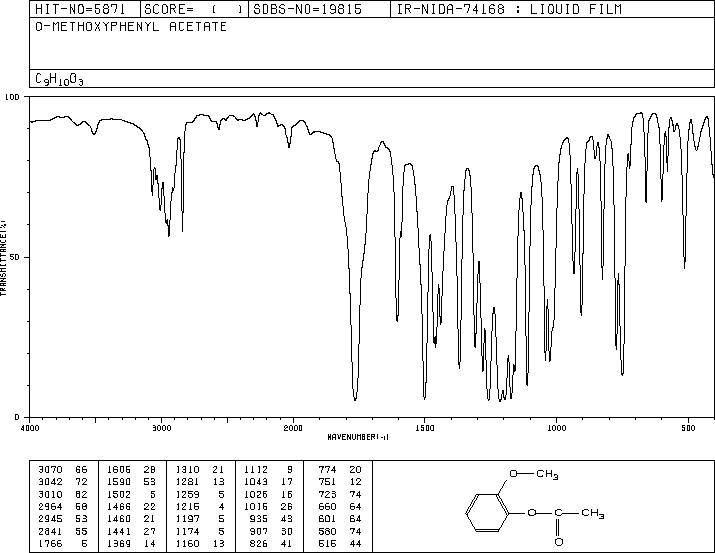 HIT-NO=5871 SCORE= ( ) SDBS-NO=19815 IR-NIDA-74168 : LIQUID FILM
O-METHOXYPHENYL ACETATE
C9H10O3
100
TRANSMITTANCE(%)
50
0
4000 3000 2000 1500 1000 500
WAVENUMBER(-1)
3070 66 1606 28 1310 21 1112 9 774 20
3042 72 1590 53 1281 13 1043 17 751 12
3010 62 1502 5 1259 5 1026 16 723 74
2964 60 1466 22 1215 4 1016 26 660 64
2945 53 1460 21 1197 5 935 43 601 64
2841 55 1441 27 1174 5 907 30 580 74
1766 5 1369 14 1160 13 826 41 515 44
O—CH3
O CH3
O